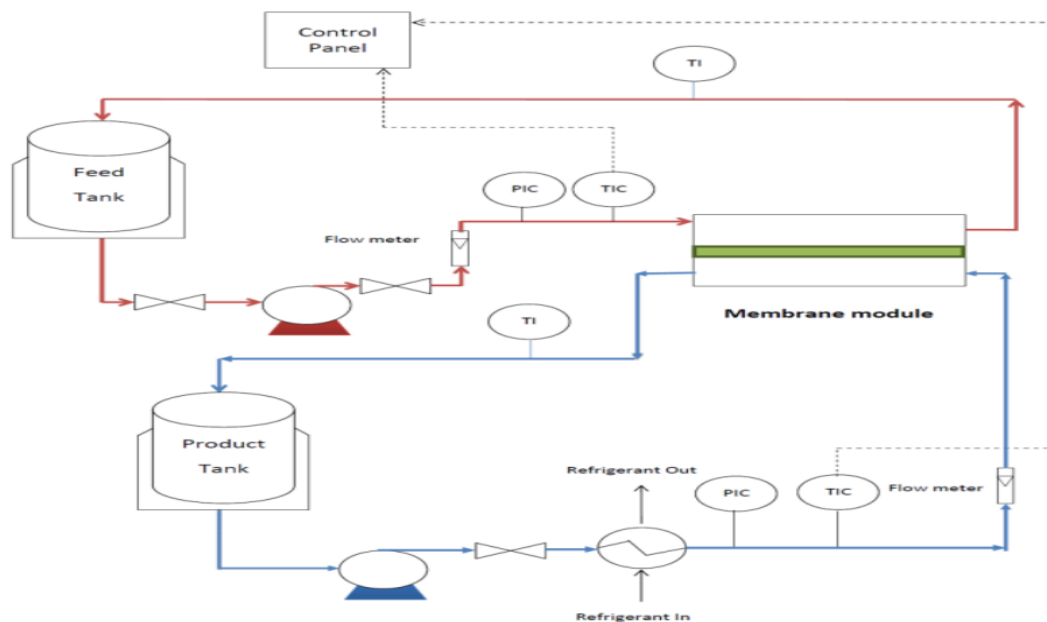 Control
Panel
TI
Feed
Tank
PIC
TIC
Flow meter
Membrane module
TI
Product
Tank
Refrigerant Out
PIC
TIC
Flow meter
Refrigerant In